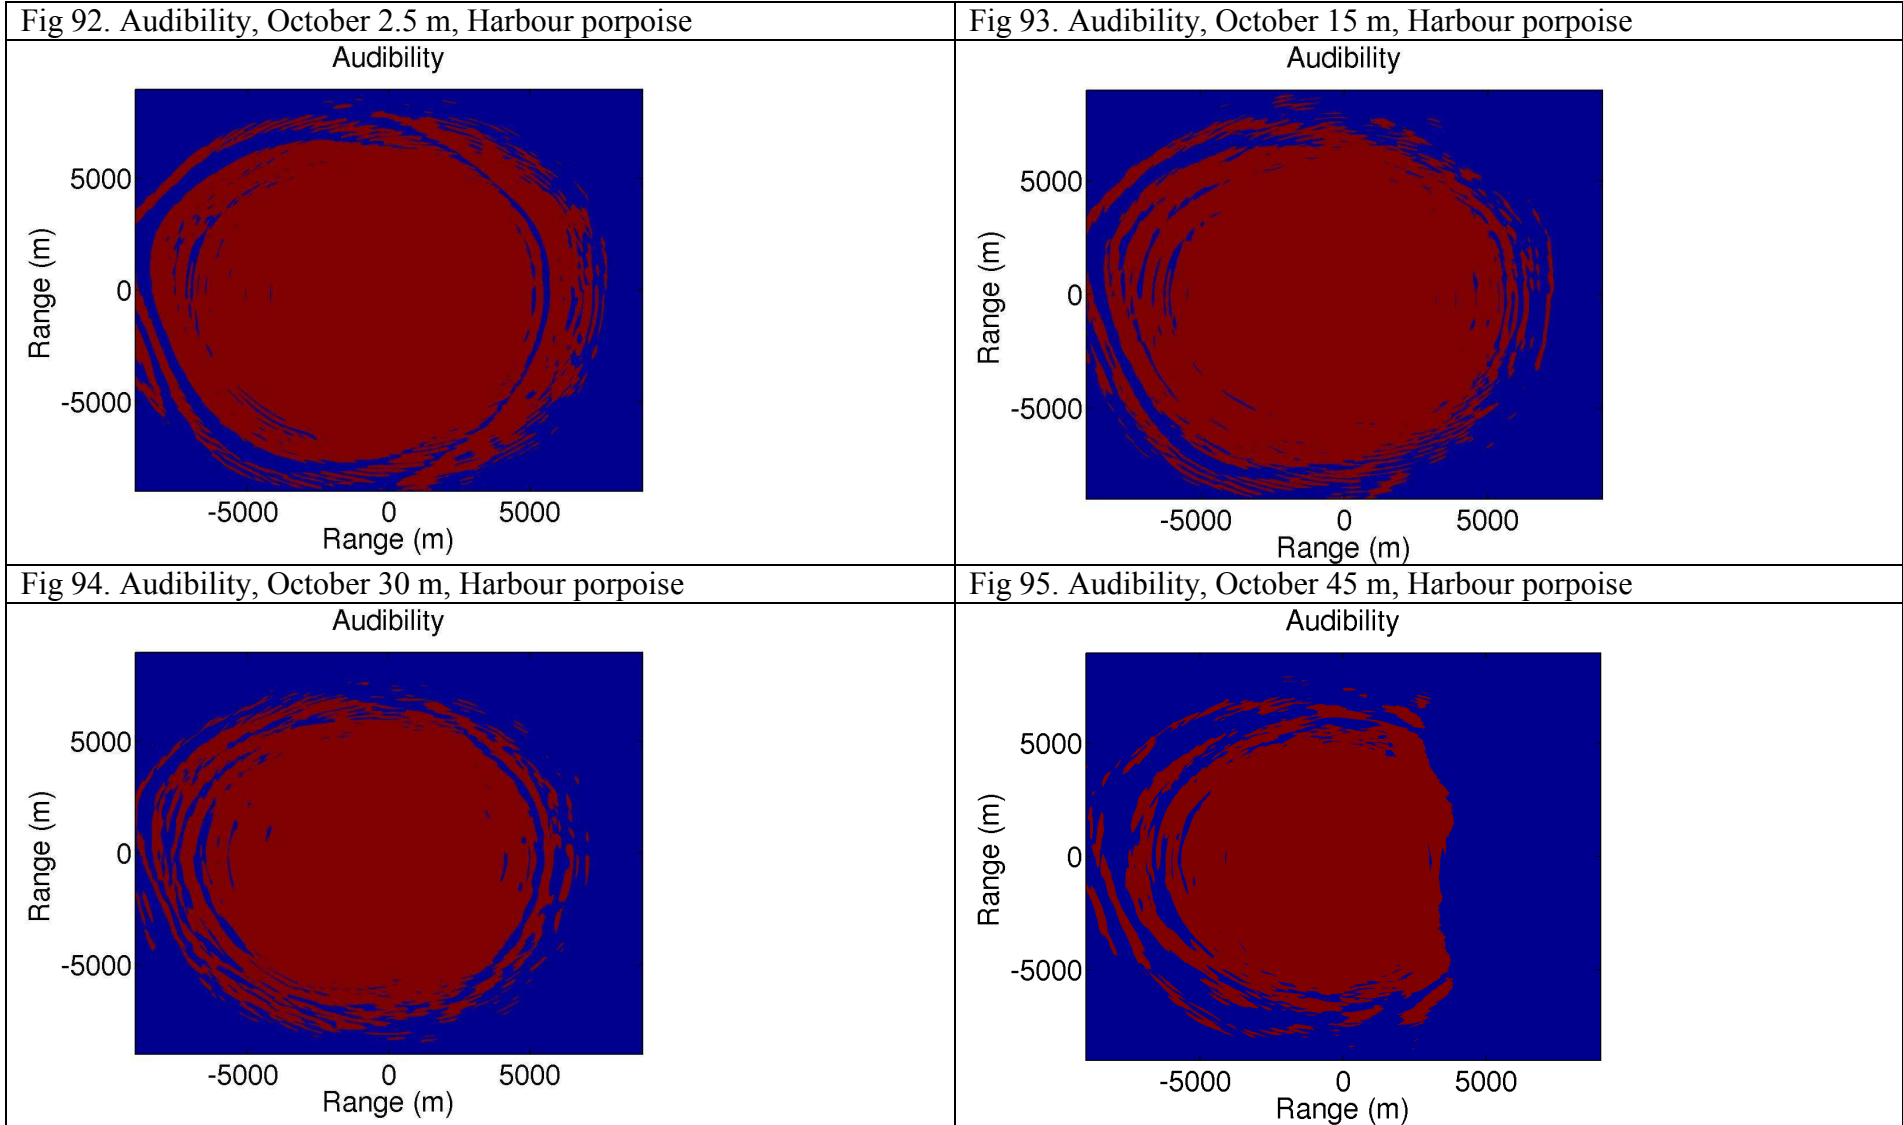 Fig 92. Audibility, October 2.5 m, Harbour porpoise
Audibility
5000
0
-5000
Range (m)
-5000 0 5000
Range (m)
Fig 93. Audibility, October 15 m, Harbour porpoise
Audibility
5000
0
-5000
Range (m)
-5000 0 5000
Range (m)
Fig 94. Audibility, October 30 m, Harbour porpoise
Audibility
5000
0
-5000
Range (m)
-5000 0 5000
Range (m)
Fig 95. Audibility, October 45 m, Harbour porpoise
Audibility
5000
0
-5000
Range (m)
-5000 0 5000
Range (m)